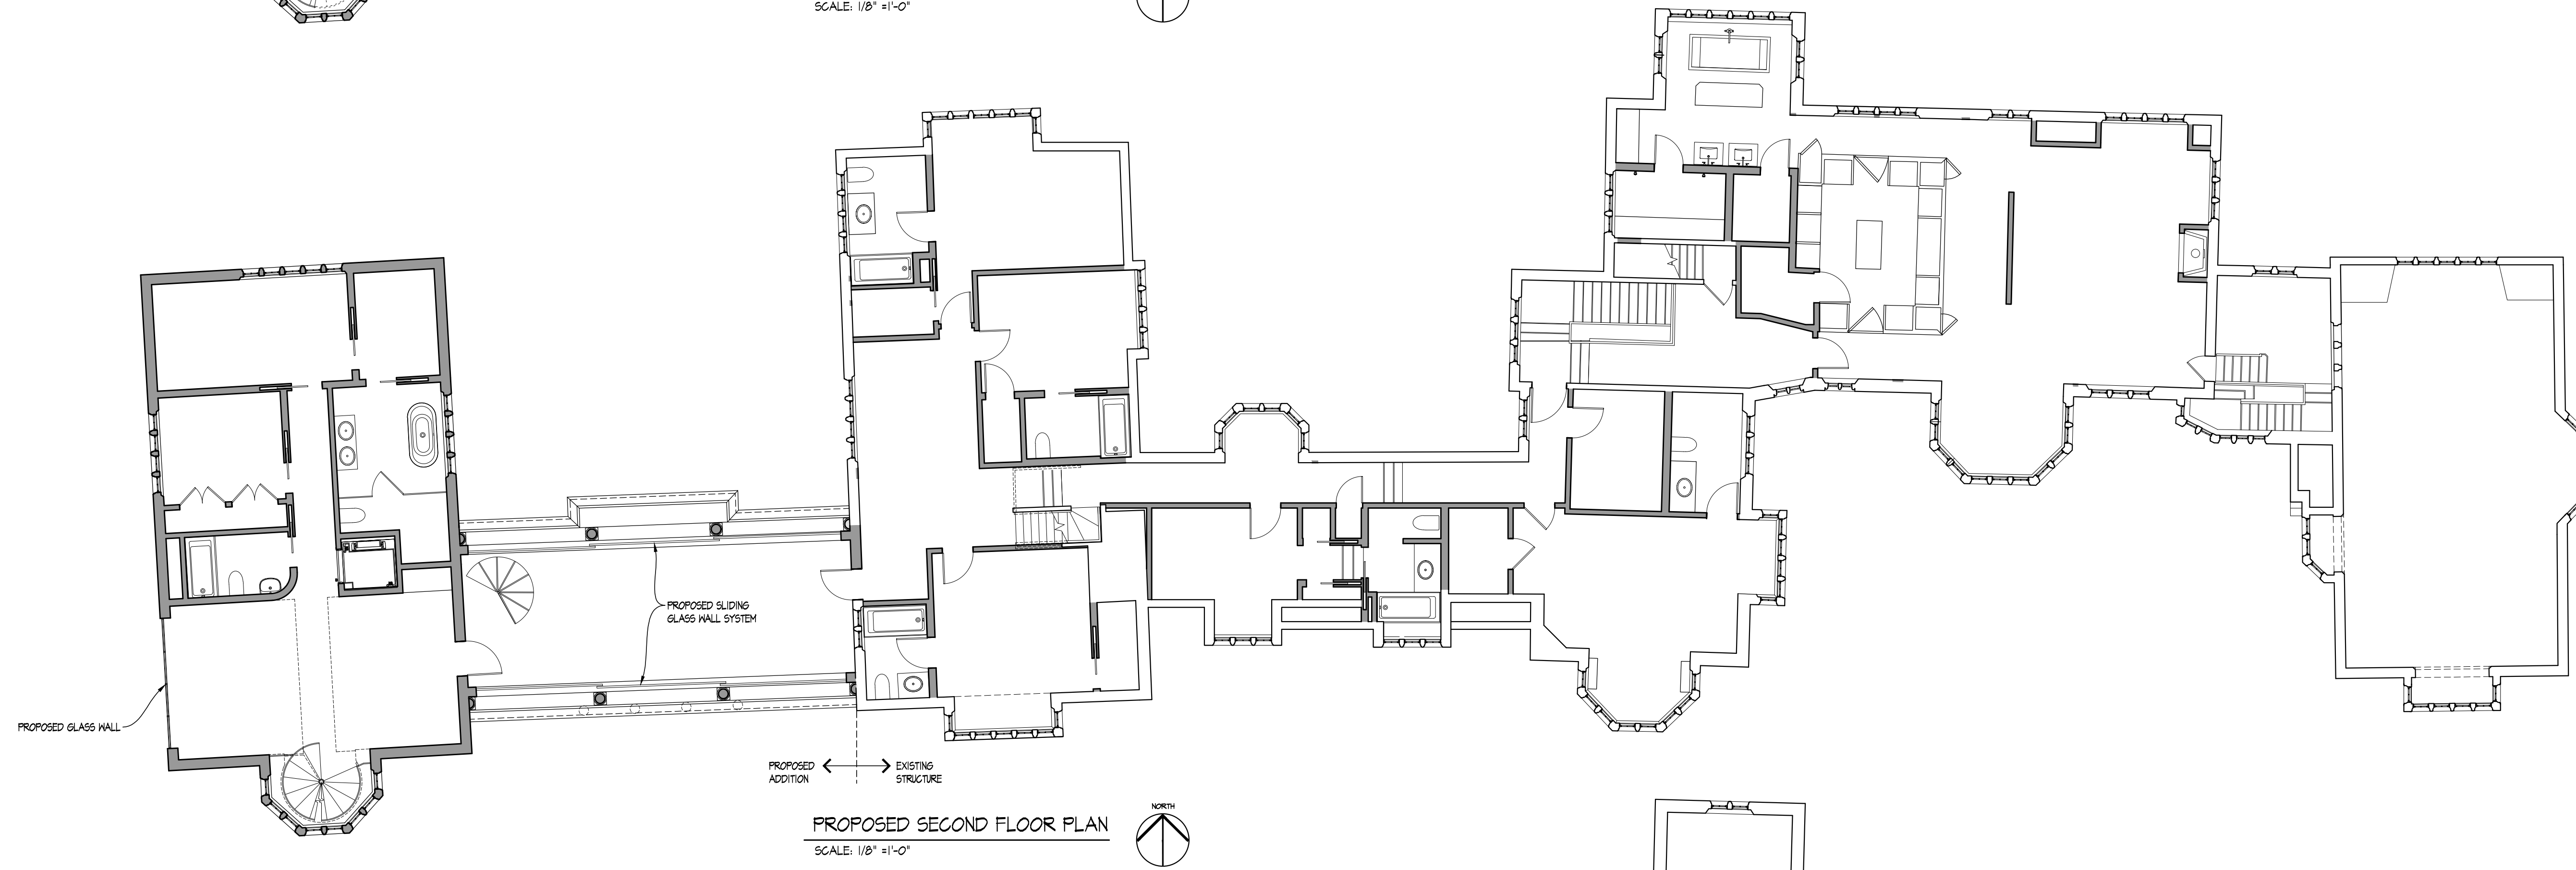 SCALE: 1/8" =1'-0"
PROPOSED SLIDING
GLASS WALL SYSTEM
PROPOSED GLASS WALL
PROPOSED
ADDITION
EXISTING
STRUCTURE
NORTH
PROPOSED SECOND FLOOR PLAN
SCALE: 1/8" =1'-0"